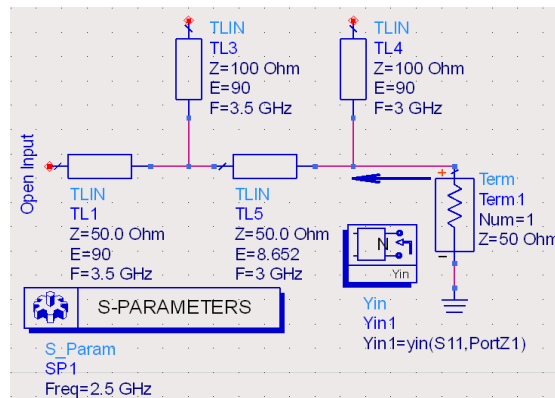 TLIN
TL3
Z=100 Ohm
E=90
F=3.5 GHz
TLIN
TL4
Z=100 Ohm
E=90
F=3 GHz
Open Input
TLIN
TL1
Z=50.0 Ohm
E=90
F=3.5 GHz
TLIN
TL5
Z=50.0 Ohm
E=8.652
F=3 GHz
+
Term
Term1
Num=1
Z=50 Ohm
-
N
Yin
Yin
Yin1
Yin1=yin(S11,PortZ1)
S-PARAMETERS
S_Param
SP1
Freq=2.5 GHz